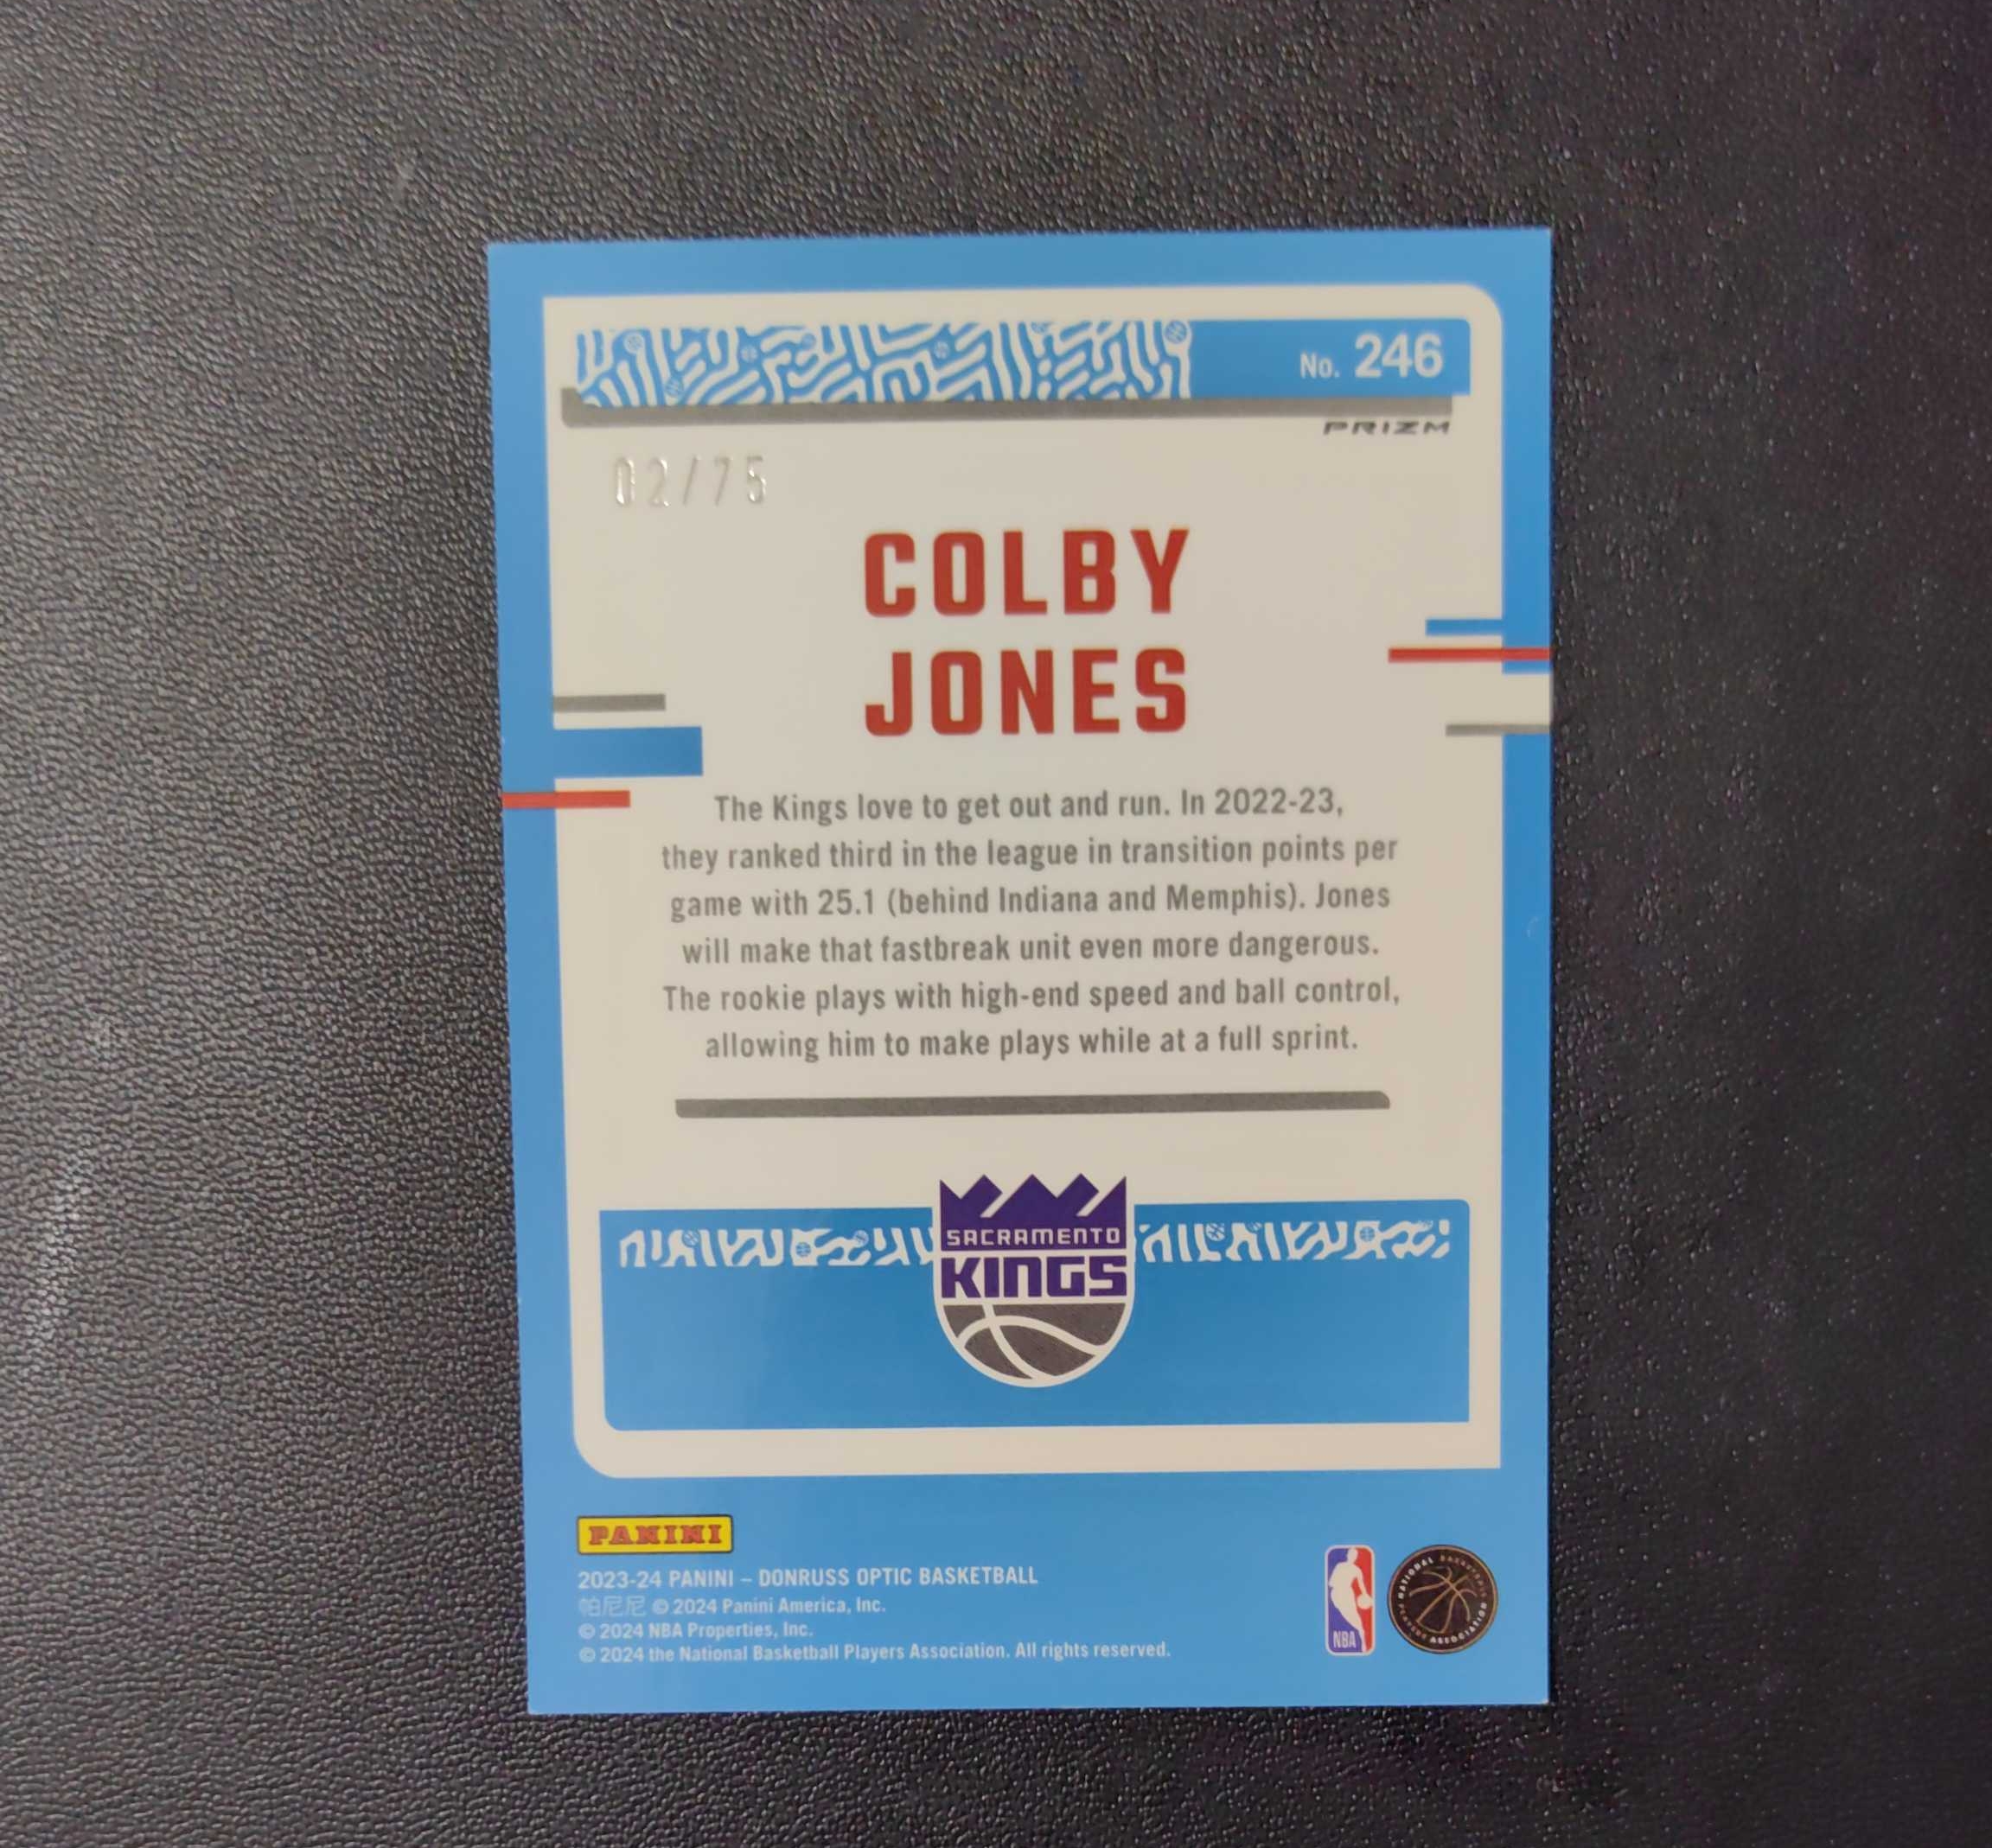 No. 246
PRIZM
02/75
COLBY
JONES
The Kings love to get out and run. In 2022-23,
they ranked third in the league in transition points per
game with 25.1 (behind Indiana and Memphis). Jones
will make that fastbreak unit even more dangerous.
The rookie plays with high-end speed and ball control,
allowing him to make plays while at a full sprint.
SACRAMENTO
KINGS
PANINI
2023-24 PANINI – DONRUSS OPTIC BASKETBALL
帕尼尼 © 2024 Panini America, Inc.
© 2024 NBA Properties, Inc.
© 2024 the National Basketball Players Association. All rights reserved.
NBA
NATIONAL BASKETBALL PLAYERS ASSOCIATION